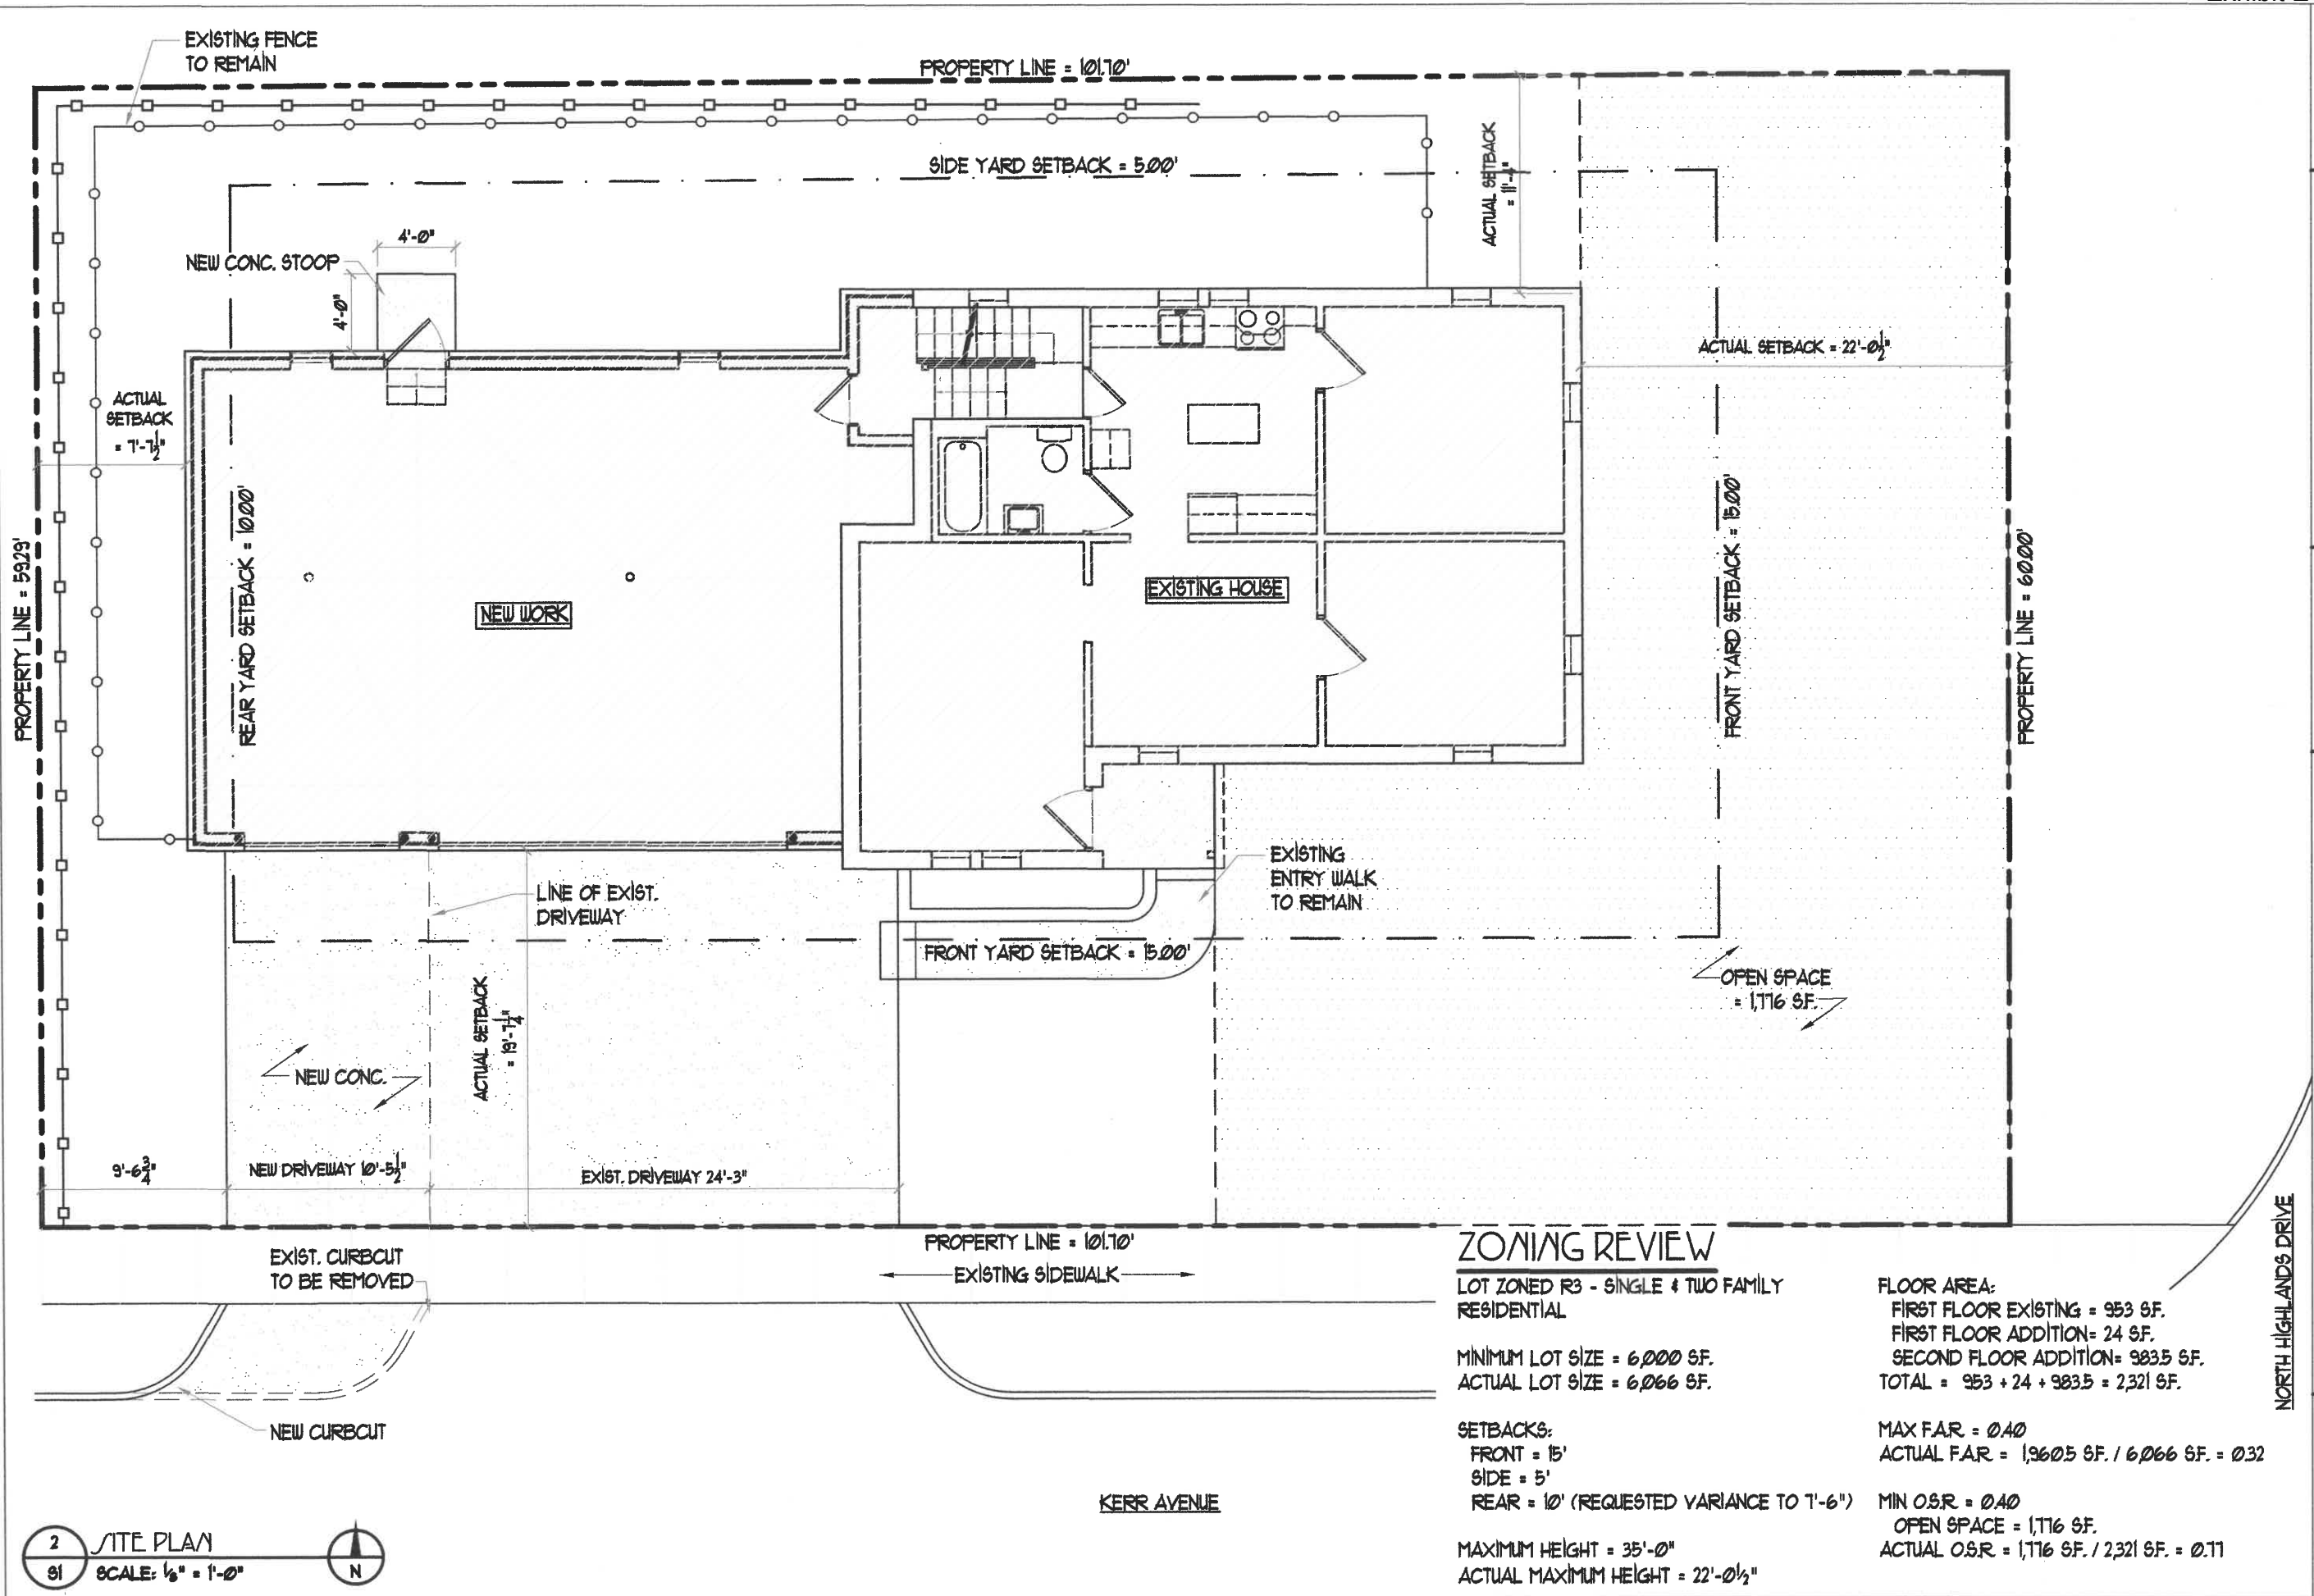 EXISTING FENCE
TO REMAIN
PROPERTY LINE = 101.70'
SIDE YARD SETBACK = 5.00'
ACTUAL SETBACK
= 11'-4"
4'-0"
NEW CONC. STOOP
4'-0"
ACTUAL SETBACK = 22'-0½"
ACTUAL
SETBACK
= 7'-7½"
REAR YARD SETBACK = 10.00'
PROPERTY LINE = 59.29'
NEW WORK
EXISTING HOUSE
FRONT YARD SETBACK = 15.00'
PROPERTY LINE = 60.00'
LINE OF EXIST.
DRIVEWAY
EXISTING
ENTRY WALK
TO REMAIN
FRONT YARD SETBACK = 15.00'
OPEN SPACE
= 1,776 S.F.
ACTUAL SETBACK
= 19'-7¼"
NEW CONC.
9'-6¾"
NEW DRIVEWAY 10'-5½"
EXIST. DRIVEWAY 24'-3"
PROPERTY LINE = 101.70'
EXISTING SIDEWALK
EXIST. CURBCUT
TO BE REMOVED
NEW CURBCUT
KERR AVENUE
NORTH HIGHLANDS DRIVE
2
S1
SITE PLAN
SCALE: ⅛" = 1'-0"
N
ZONING REVIEW
LOT ZONED R3 - SINGLE & TWO FAMILY
RESIDENTIAL
MINIMUM LOT SIZE = 6,000 S.F.
ACTUAL LOT SIZE = 6,066 S.F.
SETBACKS:
FRONT = 15'
SIDE = 5'
REAR = 10' (REQUESTED VARIANCE TO 7'-6")
MAXIMUM HEIGHT = 35'-0"
ACTUAL MAXIMUM HEIGHT = 22'-0½"
FLOOR AREA:
FIRST FLOOR EXISTING = 953 S.F.
FIRST FLOOR ADDITION= 24 S.F.
SECOND FLOOR ADDITION= 983.5 S.F.
TOTAL = 953 + 24 + 983.5 = 2,321 S.F.
MAX F.A.R. = 0.40
ACTUAL F.A.R. = 1,960.5 S.F. / 6,066 S.F. = 0.32
MIN O.S.R. = 0.40
OPEN SPACE = 1,776 S.F.
ACTUAL O.S.R. = 1,776 S.F. / 2,321 S.F. = 0.77